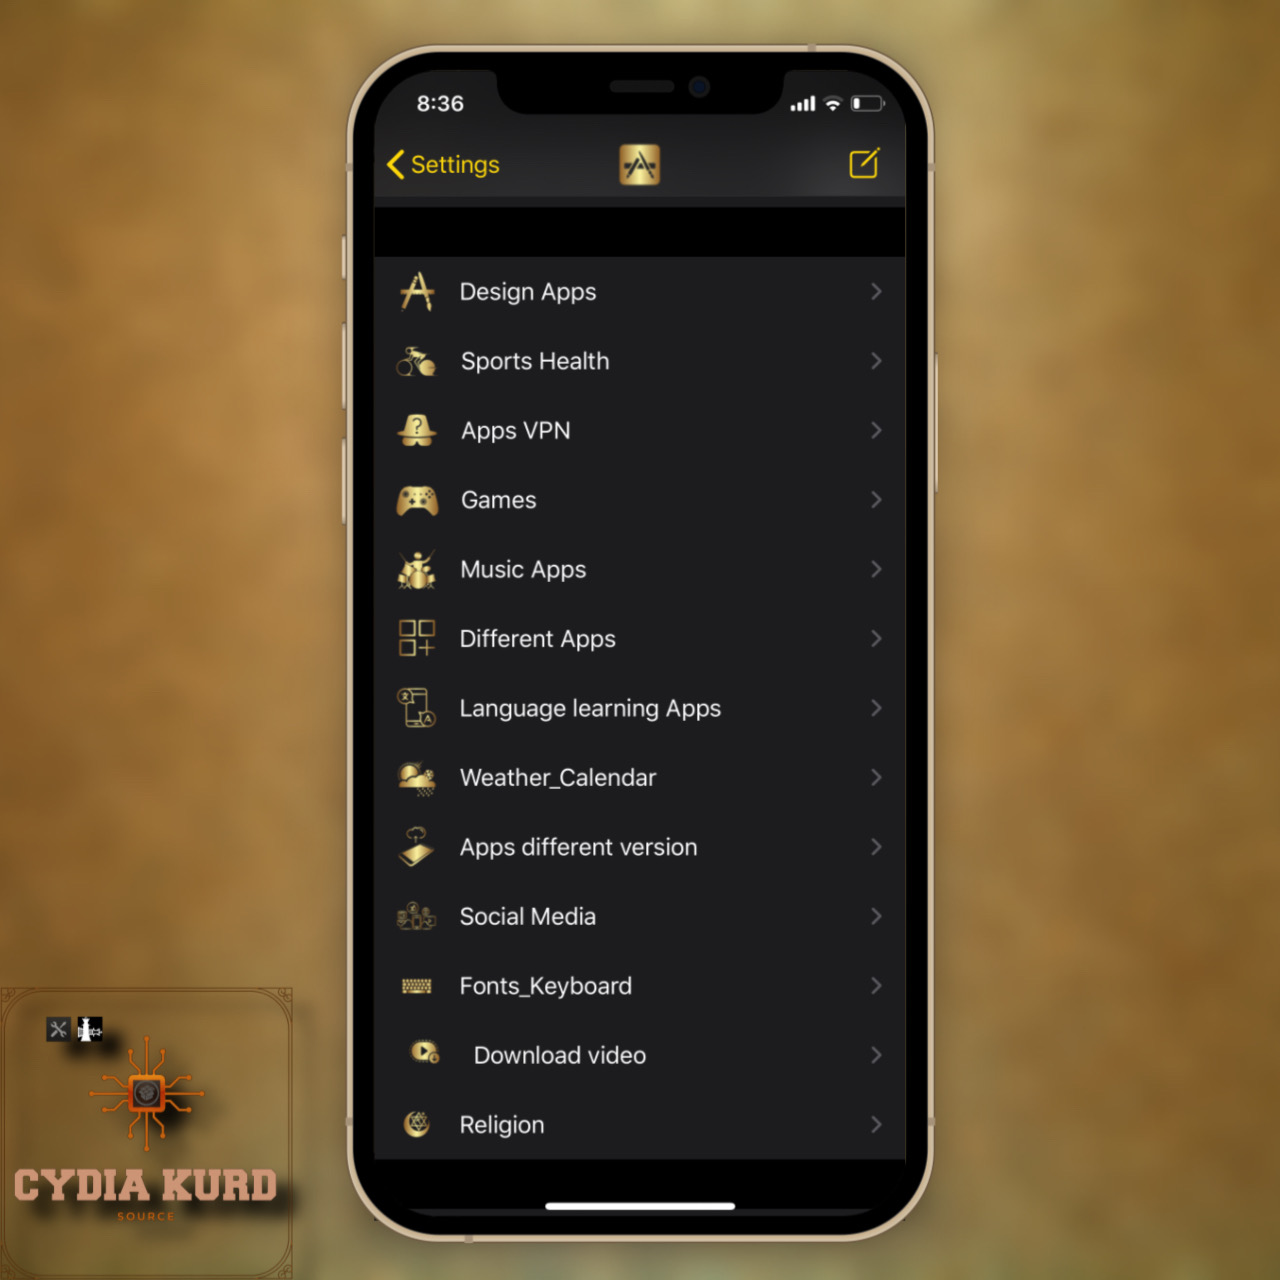 8:36
Settings
Design Apps
Sports Health
Apps VPN
Games
Music Apps
Different Apps
Language learning Apps
Weather_Calendar
Apps different version
Social Media
Fonts_Keyboard
Download video
Religion
CYDIA KURD
SOURCE